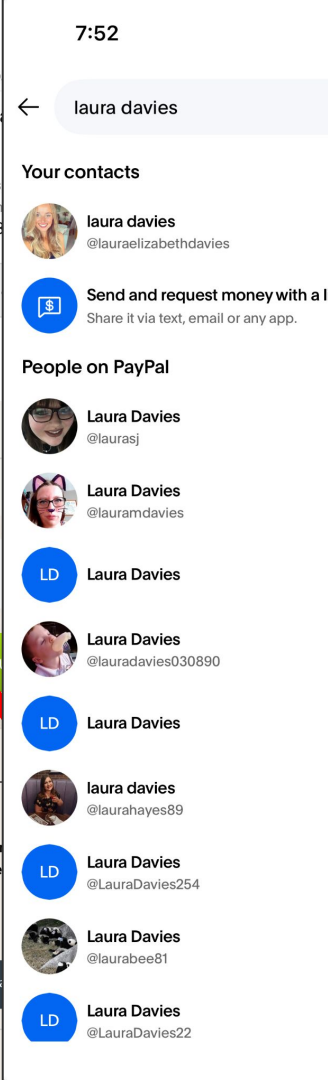 7:52
laura davies
Your contacts
laura davies
@lauraelizabethdavies
Send and request money with a l
Share it via text, email or any app.
People on PayPal
Laura Davies
@laurasj
Laura Davies
@lauramdavies
LD
Laura Davies
Laura Davies
@lauradavies030890
LD
Laura Davies
laura davies
@laurahayes89
LD
Laura Davies
@LauraDavies254
Laura Davies
@laurabee81
LD
Laura Davies
@LauraDavies22